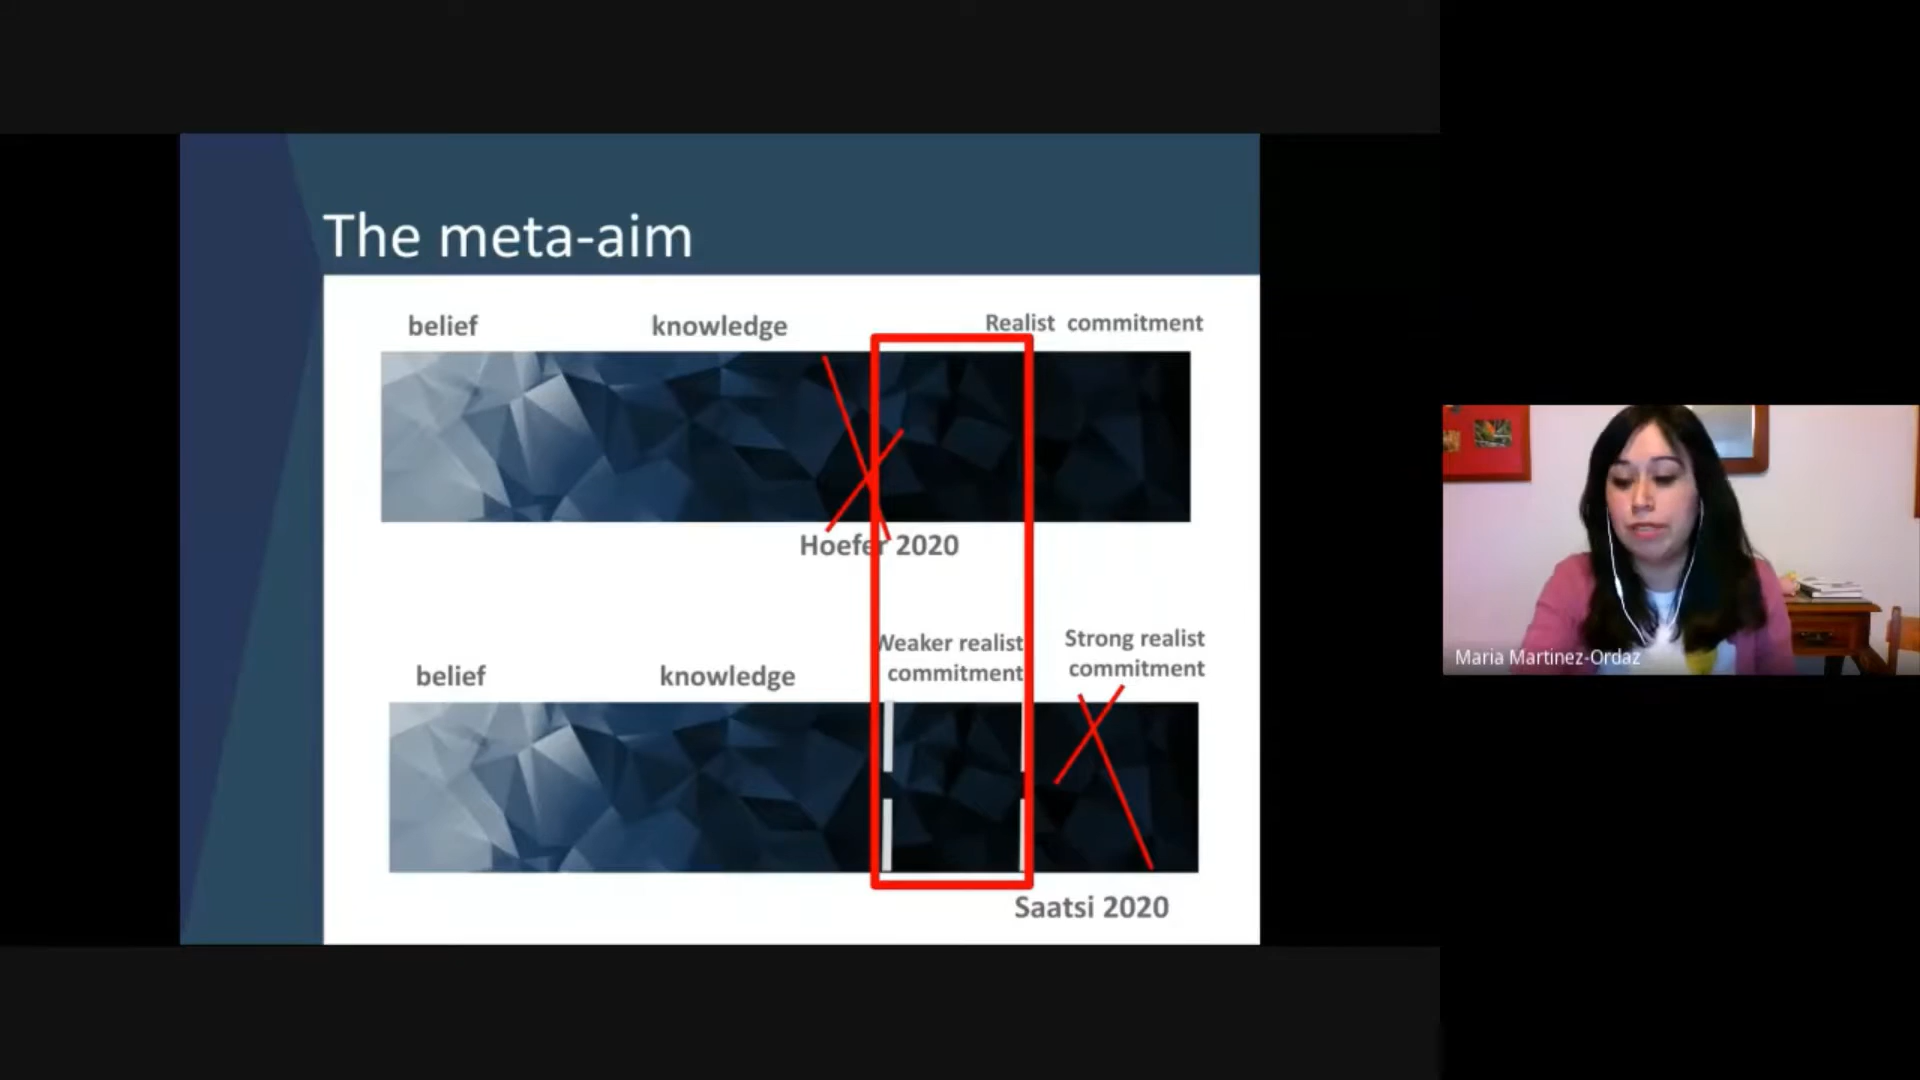 The meta-aim
belief knowledge Realist commitment
Hoefer 2020
belief knowledge Weaker realist commitment Strong realist commitment
Saatsi 2020
Maria Martinez-Ordaz